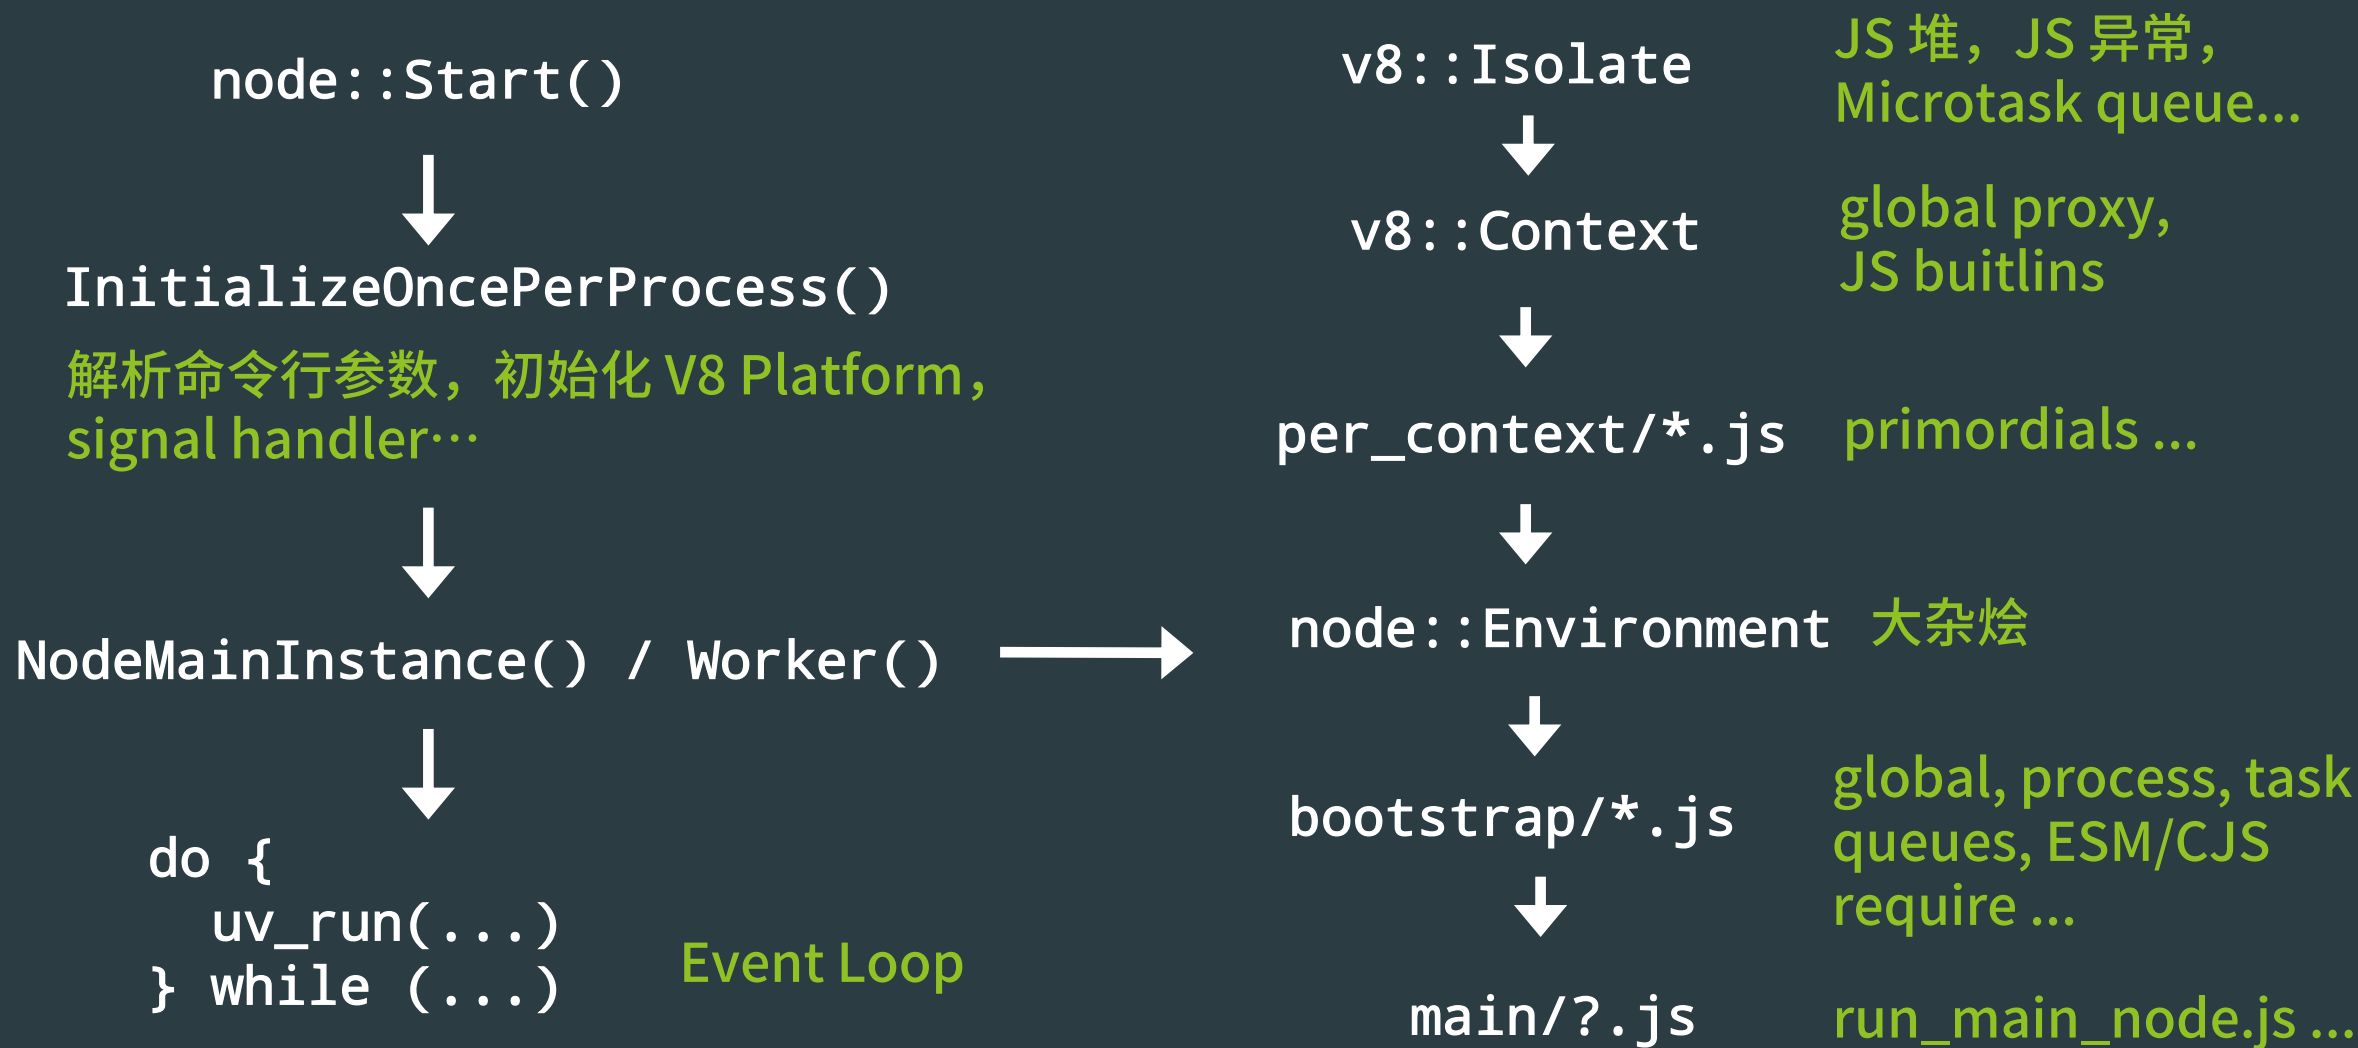 node::Start()
InitializeOncePerProcess()
解析命令行参数，初始化 V8 Platform，
signal handler…
NodeMainInstance() / Worker()
do {
uv_run(...)
} while (...)
Event Loop
v8::Isolate
JS 堆，JS 异常，
Microtask queue...
v8::Context
global proxy,
JS buitlins
per_context/*.js
primordials ...
node::Environment
大杂烩
bootstrap/*.js
global, process, task
queues, ESM/CJS
require ...
main/?.js
run_main_node.js ...